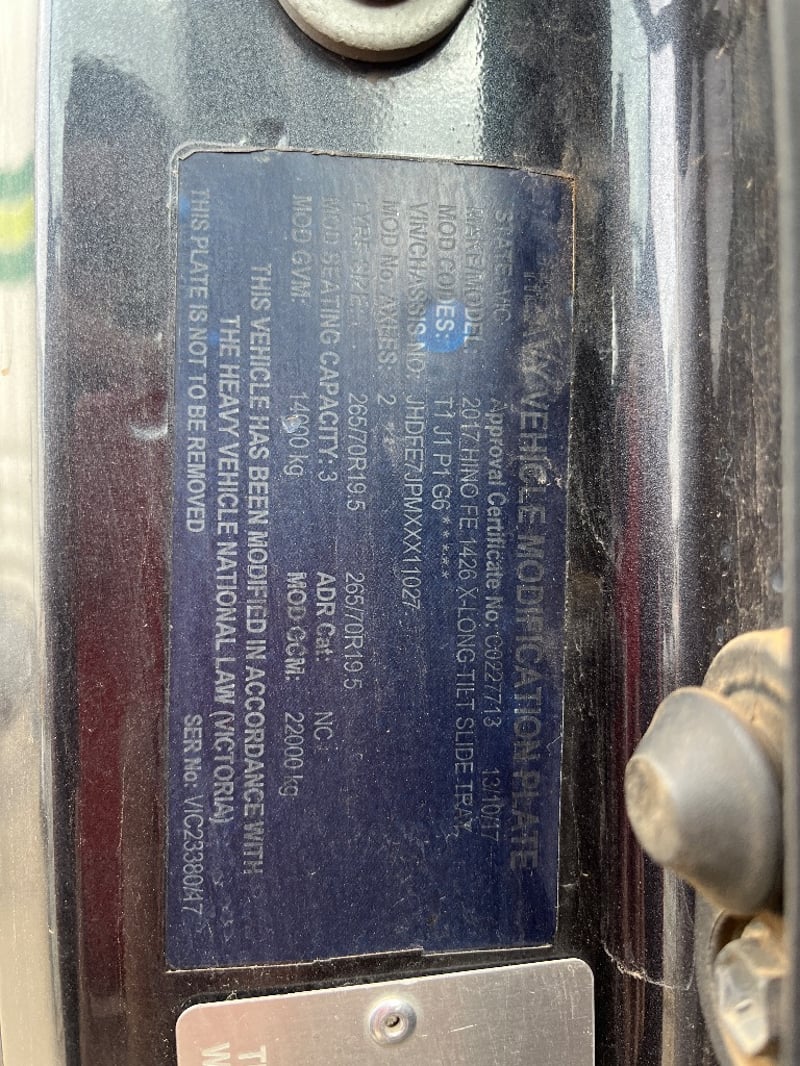 HEAVY VEHICLE MODIFICATION PLATE
STATE: VIC Approval Certificate No: C0227713 13/10/17
MAKE/MODEL: 2017 HINO FE 1426 X-LONG-TILT SLIDE TRAY
MOD CODES: T1 J1 P1 G6 * * * * *
VIN/CHASSIS NO: JHDFE7JPMXXX11027
MOD No. AXLES: 2
TYRE SIZE: 265/70R19.5 265/70R19.5
MOD SEATING CAPACITY: 3 ADR Cat: NC
MOD GVM: 14000 kg MOD GCM: 22000 kg
THIS VEHICLE HAS BEEN MODIFIED IN ACCORDANCE WITH
THE HEAVY VEHICLE NATIONAL LAW (VICTORIA)
THIS PLATE IS NOT TO BE REMOVED SER No: VIC23380/17